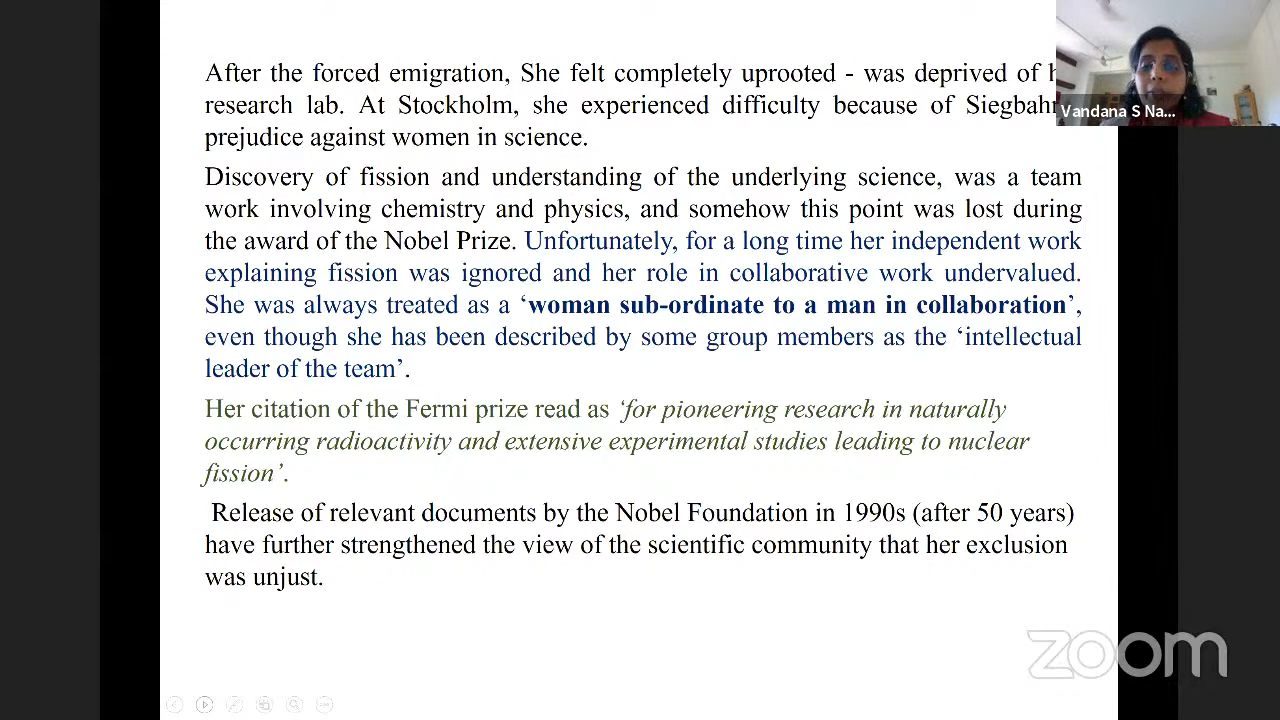 After the forced emigration, She felt completely uprooted - was deprived of
research lab. At Stockholm, she experienced difficulty because of
prejudice against women in science.
Discovery of fission and understanding of the underlying science, was a team
work involving chemistry and physics, and somehow this point was lost during
the award of the Nobel Prize. Unfortunately, for a long time her independent work
explaining fission was ignored and her role in collaborative work undervalued.
She was always treated as a ‘woman sub-ordinate to a man in collaboration’,
even though she has been described by some group members as the ‘intellectual
leader of the team’.
Her citation of the Fermi prize read as ‘for pioneering research in naturally
occurring radioactivity and extensive experimental studies leading to nuclear
fission’.
Release of relevant documents by the Nobel Foundation in 1990s (after 50 years)
have further strengthened the view of the scientific community that her exclusion
was unjust.
Vandana S Na...
zoom